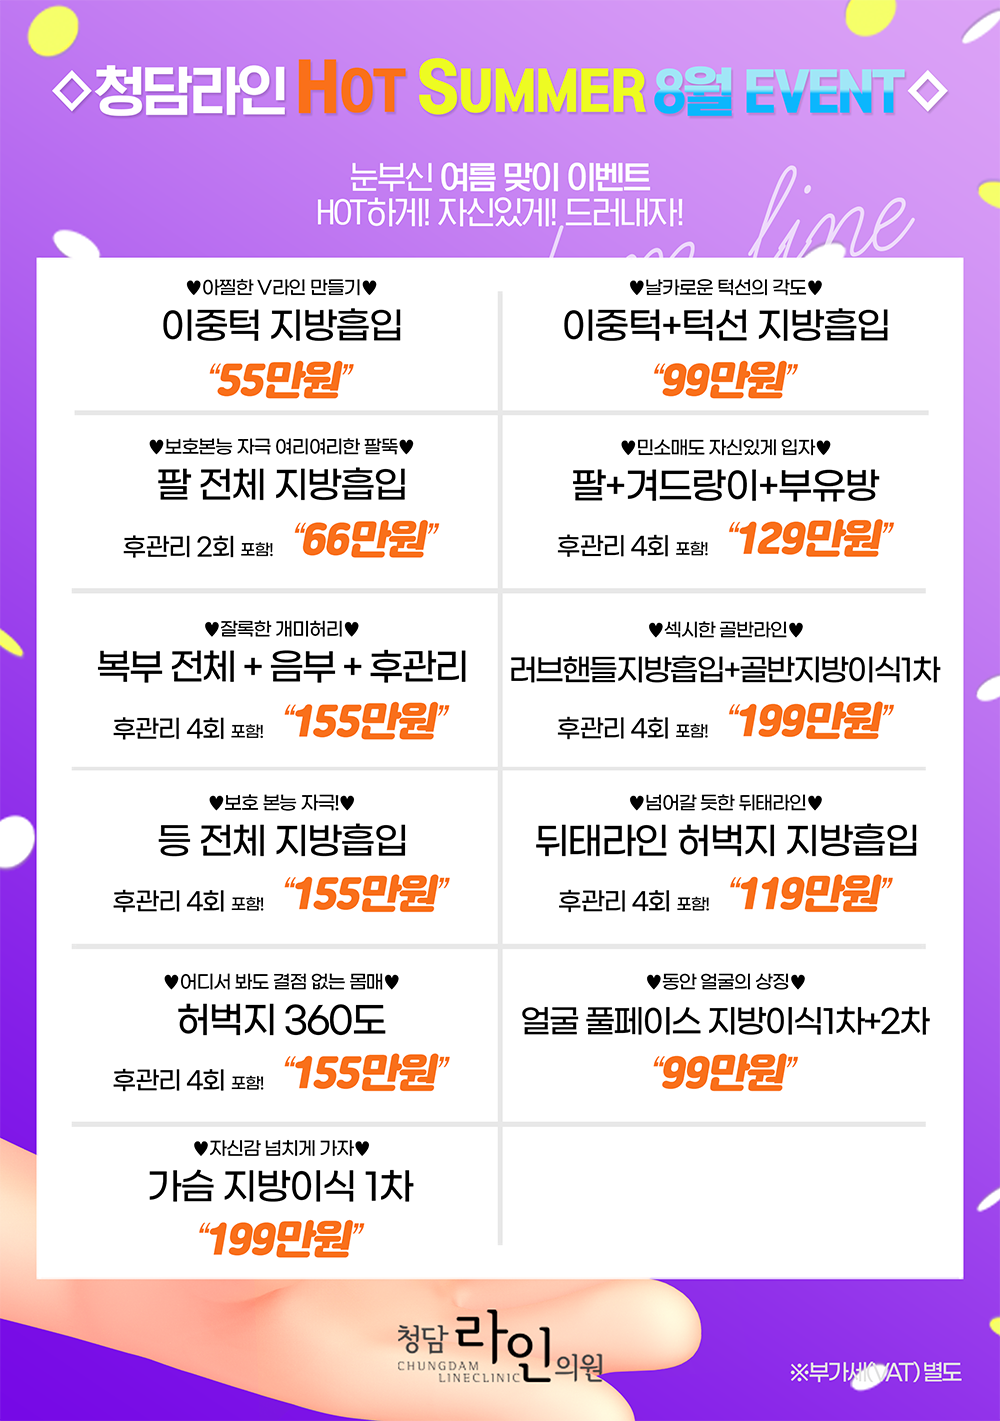 청담라인 HOT SUMMER 8월 EVENT
눈부신 여름 맞이 이벤트
HOT하게! 자신있게! 드러내자!
line
♥아찔한 V라인 만들기♥
이중턱 지방흡입
“55만원”
♥날카로운 턱선의 각도♥
이중턱+턱선 지방흡입
“99만원”
♥보호본능 자극 여리여리한 팔뚝♥
팔 전체 지방흡입
후관리 2회 포함! “66만원”
♥민소매도 자신있게 입자♥
팔+겨드랑이+부유방
후관리 4회 포함! “129만원”
♥잘록한 개미허리♥
복부 전체 + 음부 + 후관리
후관리 4회 포함! “155만원”
♥섹시한 골반라인♥
러브핸들지방흡입+골반지방이식1차
후관리 4회 포함! “199만원”
♥보호 본능 자극!♥
등 전체 지방흡입
후관리 4회 포함! “155만원”
♥넘어갈 듯한 뒤태라인♥
뒤태라인 허벅지 지방흡입
후관리 4회 포함! “119만원”
♥어디서 봐도 결점 없는 몸매♥
허벅지 360도
후관리 4회 포함! “155만원”
♥동안 얼굴의 상징♥
얼굴 풀페이스 지방이식1차+2차
“99만원”
♥자신감 넘치게 가자♥
가슴 지방이식 1차
“199만원”
청담 라인의원
CHUNGDAM
LINECLINIC
※부가세(VAT) 별도